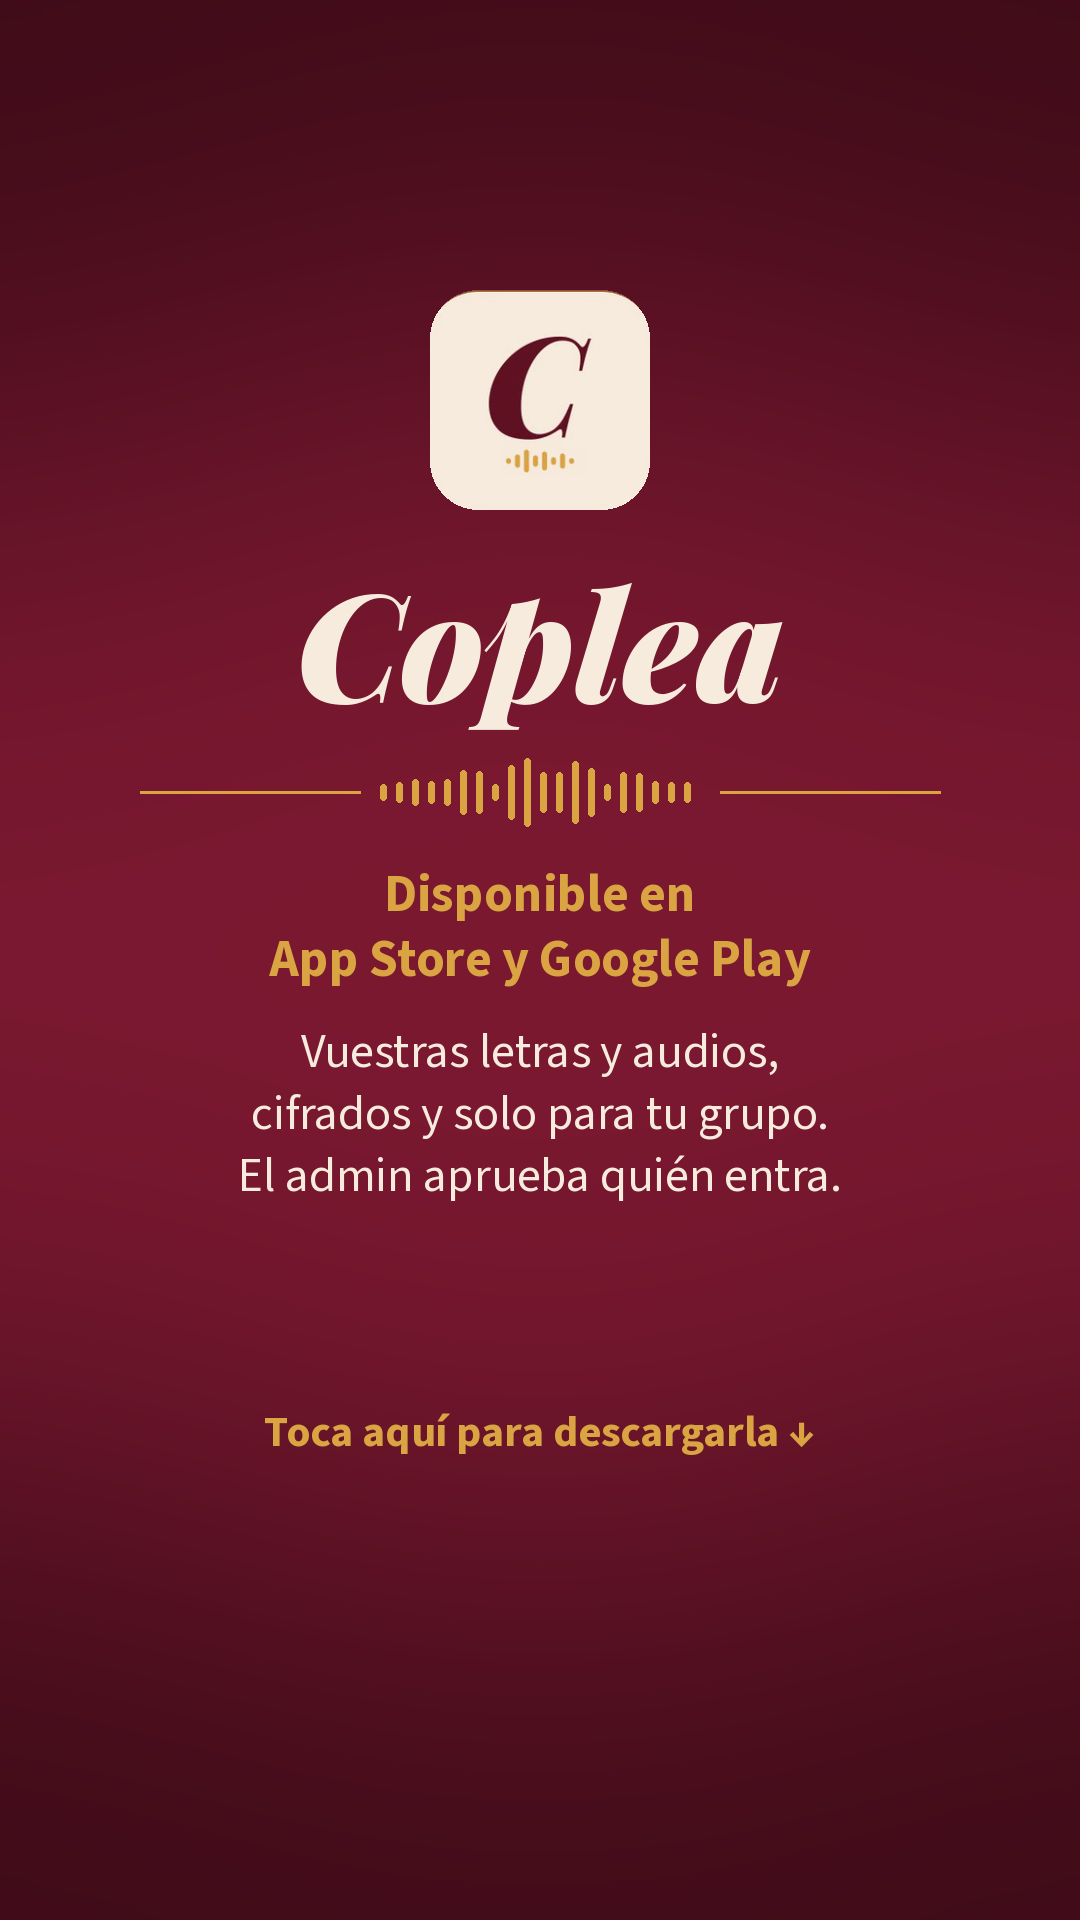 C
Coplea
Disponible en
App Store y Google Play
Vuestras letras y audios,
cifrados y solo para tu grupo.
El admin aprueba quién entra.
Toca aquí para descargarla ↓